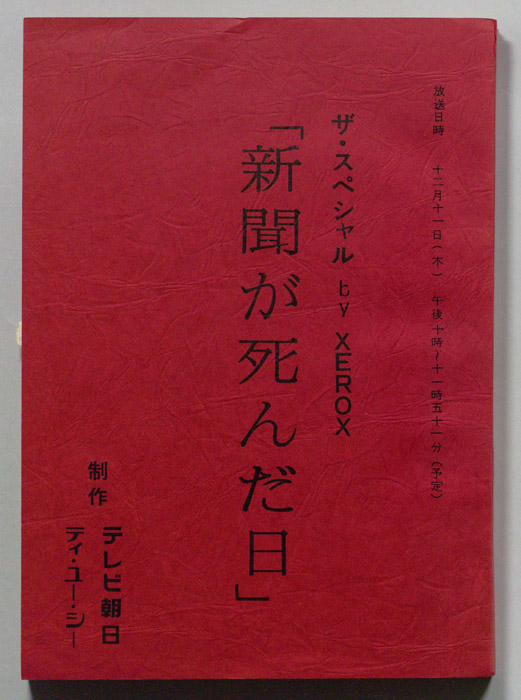 放送日時　十二月十一日（木）　午後十時～十一時五十一分（予定）
ザ・スペシャル by XEROX
「新聞が死んだ日」
制作　テレビ朝日
ティ・ユー・シー